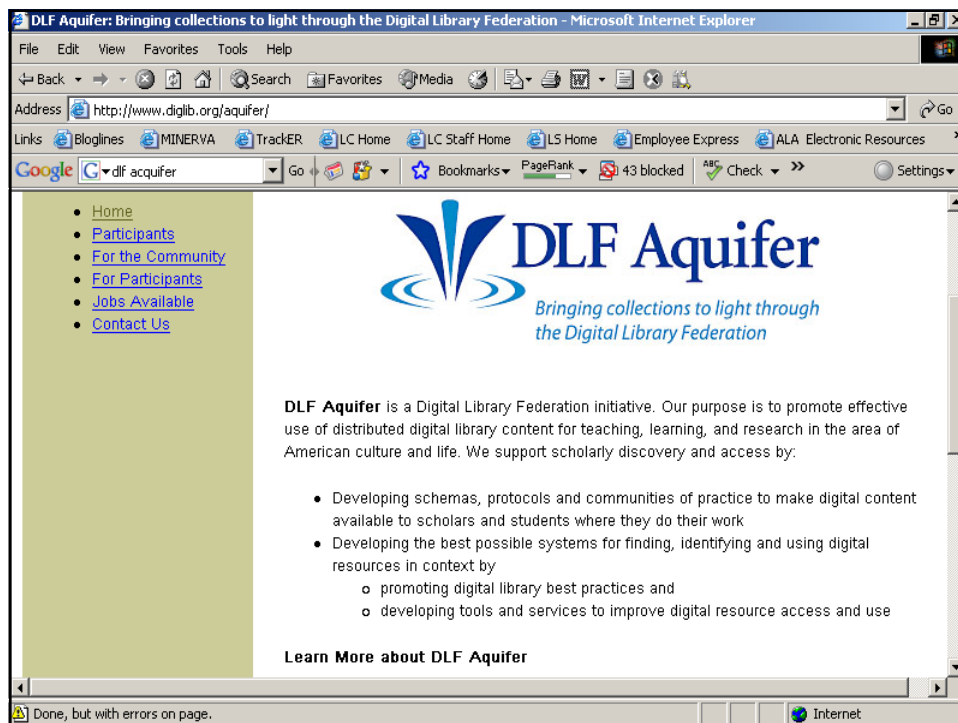 DLF Aquifer: Bringing collections to light through the Digital Library Federation - Microsoft Internet Explorer
File Edit View Favorites Tools Help
Back Search Favorites Media
Address http://www.diglib.org/aquifer/ Go
Links Bloglines MINERVA TrackER LC Home LC Staff Home LS Home Employee Express ALA Electronic Resources
Google G dlf acquifer Go Bookmarks PageRank 43 blocked ABC Check » Settings
Home
Participants
For the Community
For Participants
Jobs Available
Contact Us
DLF Aquifer
Bringing collections to light through
the Digital Library Federation
DLF Aquifer is a Digital Library Federation initiative. Our purpose is to promote effective
use of distributed digital library content for teaching, learning, and research in the area of
American culture and life. We support scholarly discovery and access by:
Developing schemas, protocols and communities of practice to make digital content
available to scholars and students where they do their work
Developing the best possible systems for finding, identifying and using digital
resources in context by
promoting digital library best practices and
developing tools and services to improve digital resource access and use
Learn More about DLF Aquifer
Done, but with errors on page. Internet